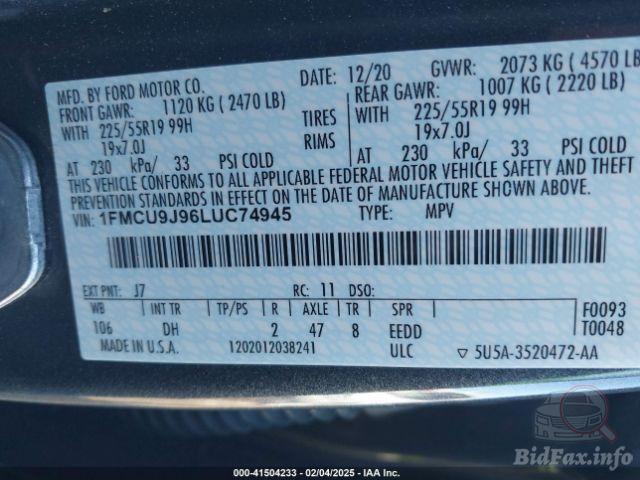 MFD. BY FORD MOTOR CO.
DATE: 12/20 GVWR: 2073 KG ( 4570 LB)
FRONT GAWR: 1120 KG ( 2470 LB)
REAR GAWR: 1007 KG ( 2220 LB)
WITH 225/55R19 99H TIRES WITH 225/55R19 99H
19x7.0J RIMS 19x7.0J
AT 230 kPa/ 33 PSI COLD AT 230 kPa/ 33 PSI COLD
THIS VEHICLE CONFORMS TO ALL APPLICABLE FEDERAL MOTOR VEHICLE SAFETY AND THEFT
PREVENTION STANDARDS IN EFFECT ON THE DATE OF MANUFACTURE SHOWN ABOVE.
VIN: 1FMCU9J96LUC74945 TYPE: MPV
EXT PNT: J7 RC: 11 DSO:
WB INT TR TP/PS R AXLE TR SPR F0093
106 DH 2 47 8 EEDD T0048
MADE IN U.S.A. 1202012038241 ULC ▽ 5U5A-3520472-AA
BidFax.info
000-41504233 - 02/04/2025 - IAA Inc.